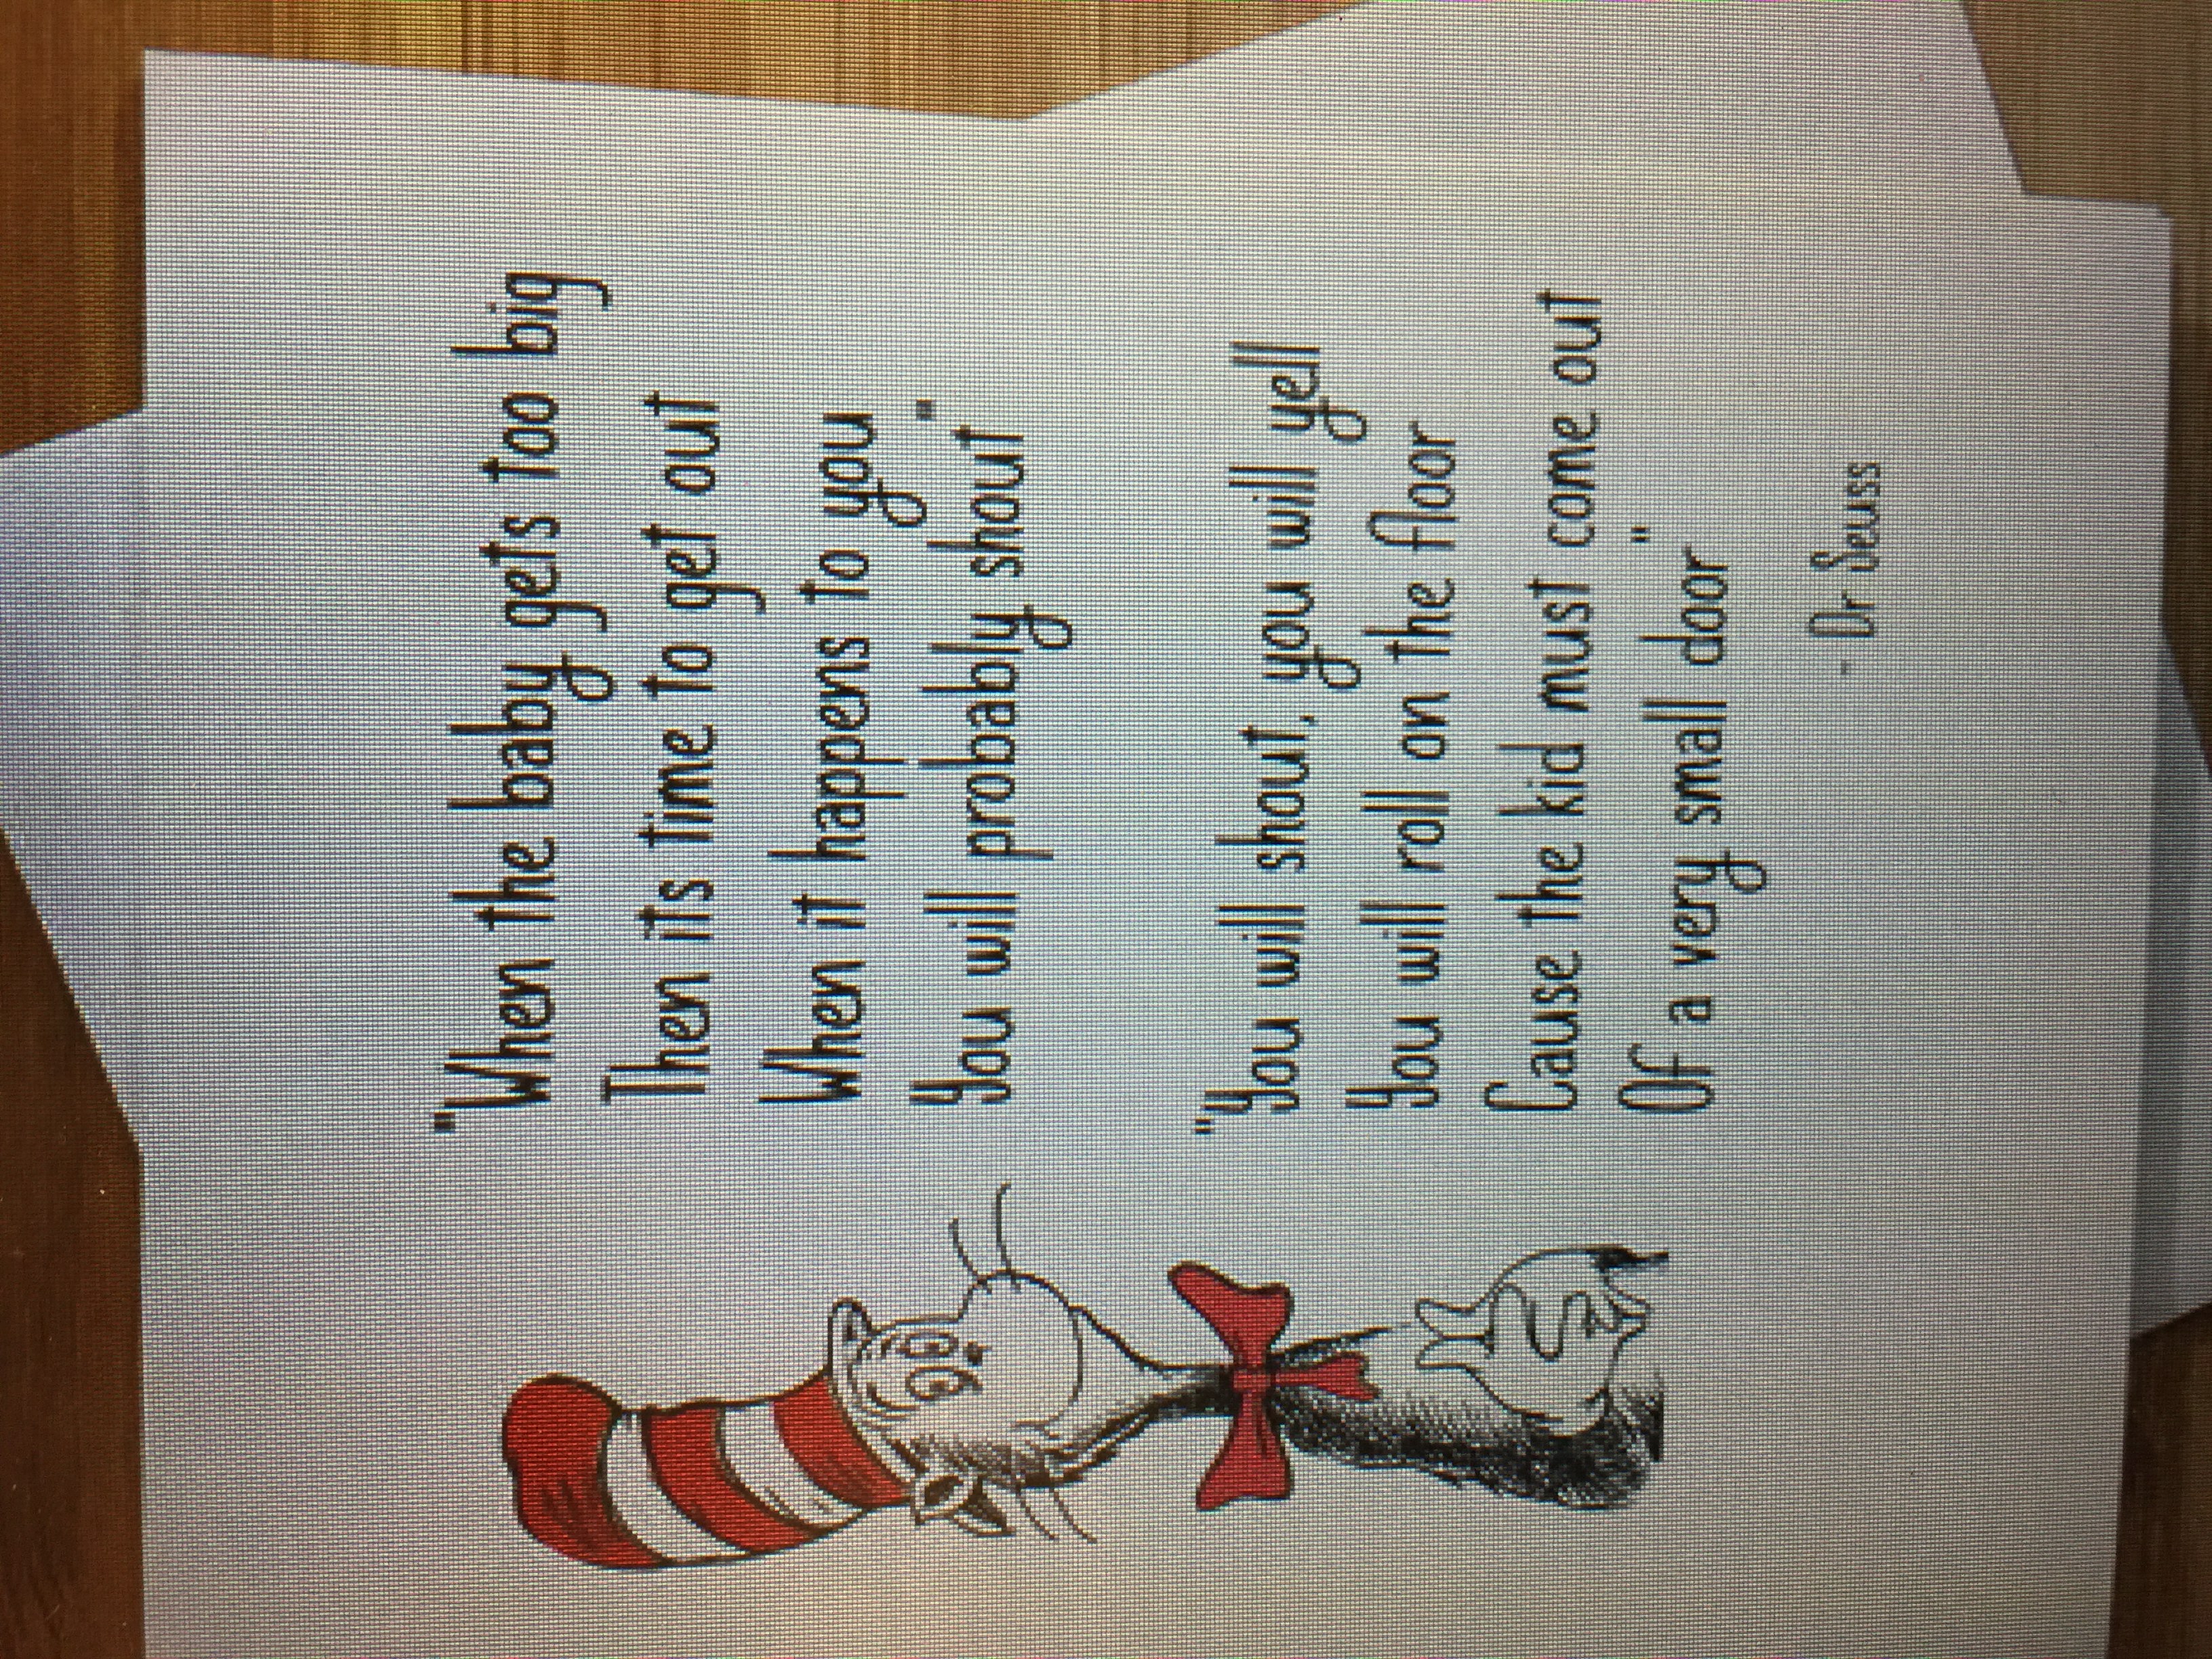 "When the baby gets too big
Then its time to get out
When it happens to you
You will probably shout"
"You will shout, you will yell
You will roll on the floor
Cause the kid must come out
Of a very small door"
- Dr Seuss